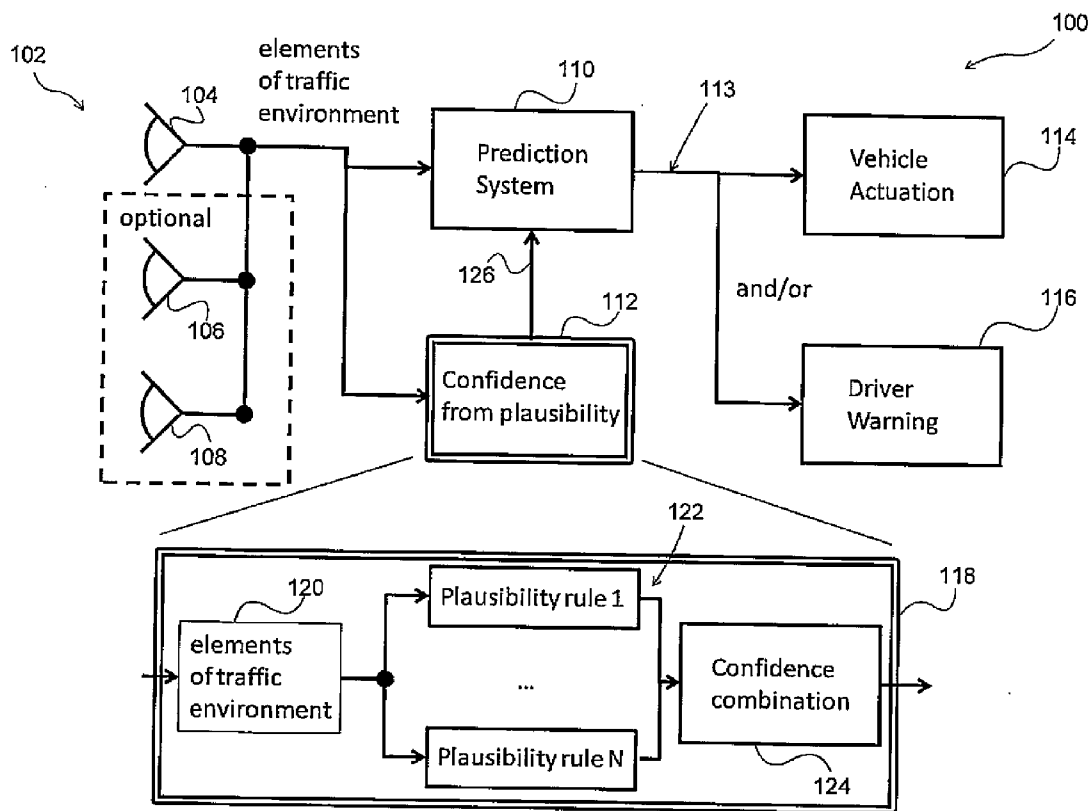 100
102
elements
of traffic
environment
104
110
113
Prediction
System
Vehicle
Actuation
114
optional
106
126
112
and/or
116
Confidence
from plausibility
Driver
Warning
108
122
118
120
Plausibility rule 1
elements
of traffic
environment
...
Confidence
combination
Plausibility rule N
124